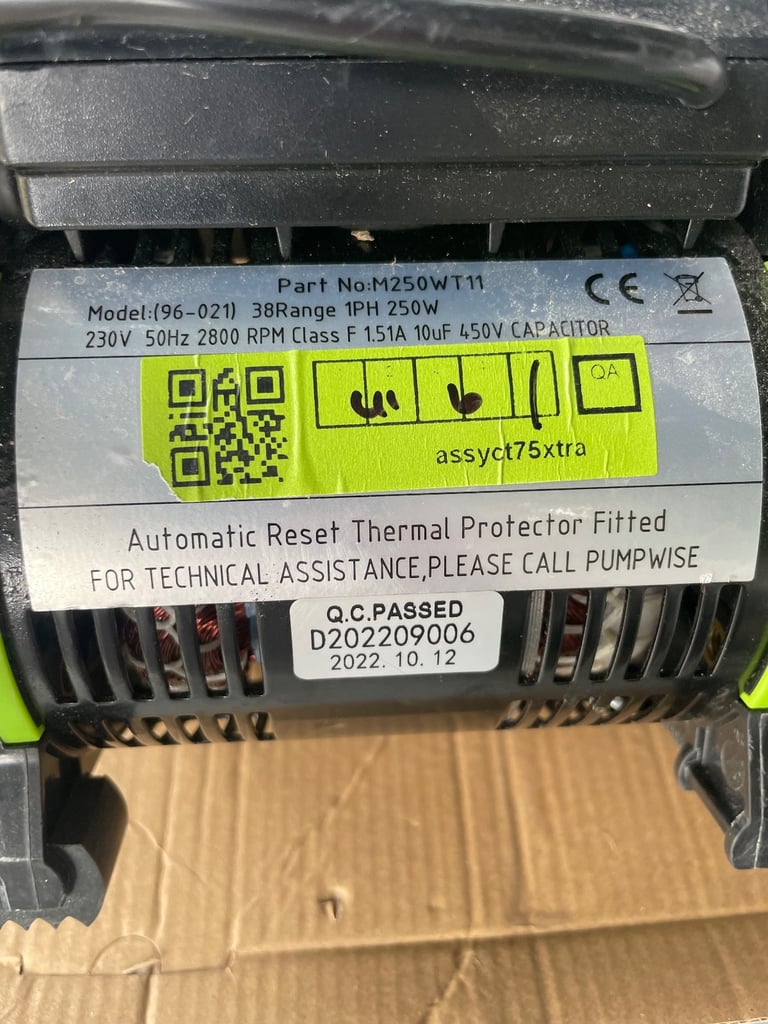 Part No:M250WT11
CE
Model:(96-021) 38Range 1PH 250W
230V 50Hz 2800 RPM Class F 1.51A 10uF 450V CAPACITOR
QA
assyct75xtra
Automatic Reset Thermal Protector Fitted
FOR TECHNICAL ASSISTANCE,PLEASE CALL PUMPWISE
Q.C.PASSED
D202209006
2022. 10. 12